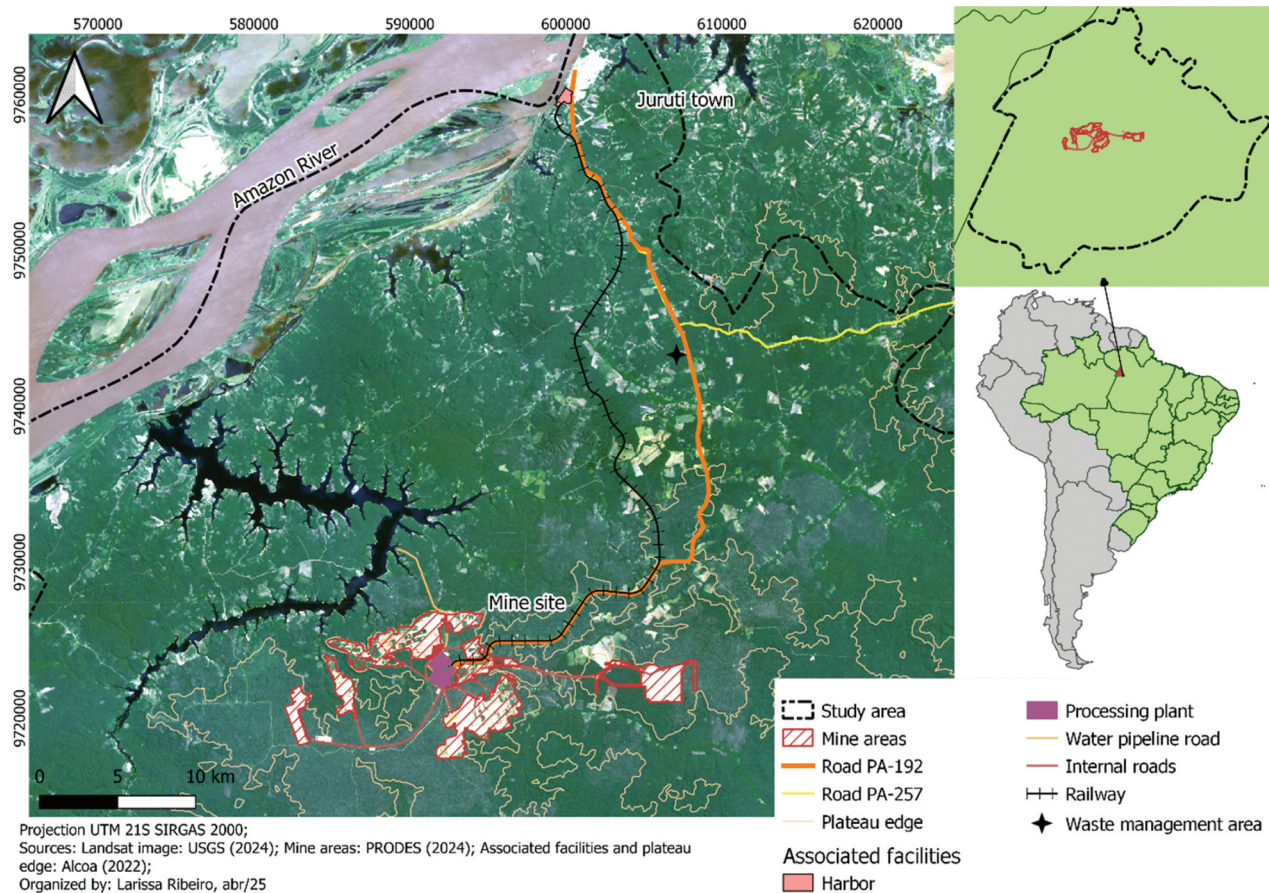 570000
580000
590000
600000
610000
620000
9760000
9750000
9740000
9730000
9720000
Juruti town
Amazon River
Mine site
0
5
10 km
Study area
Mine areas
Road PA-192
Road PA-257
Plateau edge
Associated facilities
Harbor
Processing plant
Water pipeline road
Internal roads
Railway
Waste management area
Projection UTM 21S SIRGAS 2000;
Sources: Landsat image: USGS (2024); Mine areas: PRODES (2024); Associated facilities and plateau
edge: Alcoa (2022);
Organized by: Larissa Ribeiro, abr/25